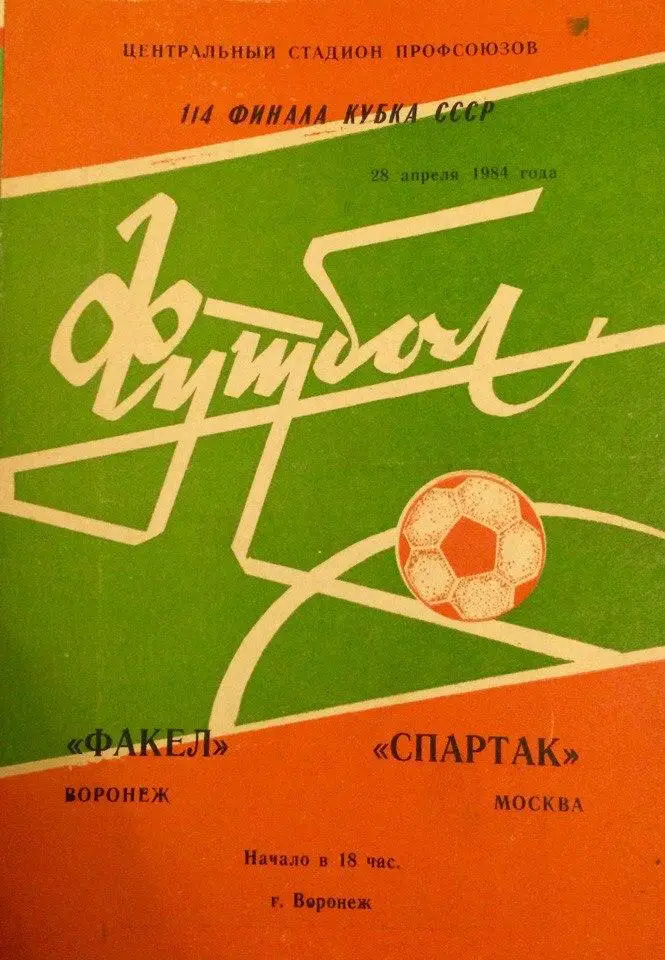 ЦЕНТРАЛЬНЫЙ СТАДИОН ПРОФСОЮЗОВ
1/4 ФИНАЛА КУБКА СССР
28 апреля 1984 года
Футбол
«ФАКЕЛ» «СПАРТАК»
ВОРОНЕЖ МОСКВА
Начало в 18 час.
г. Воронеж